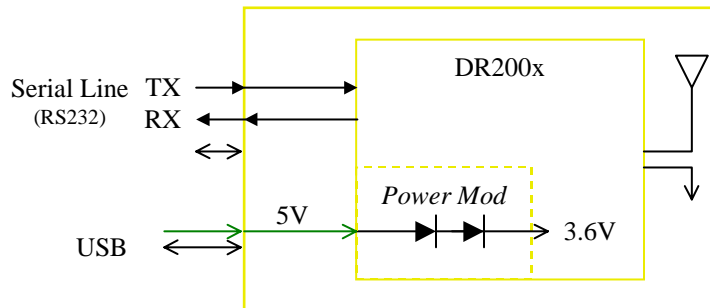 DR200x
Serial Line TX
(RS232) RX
Power Mod
5V
3.6V
USB